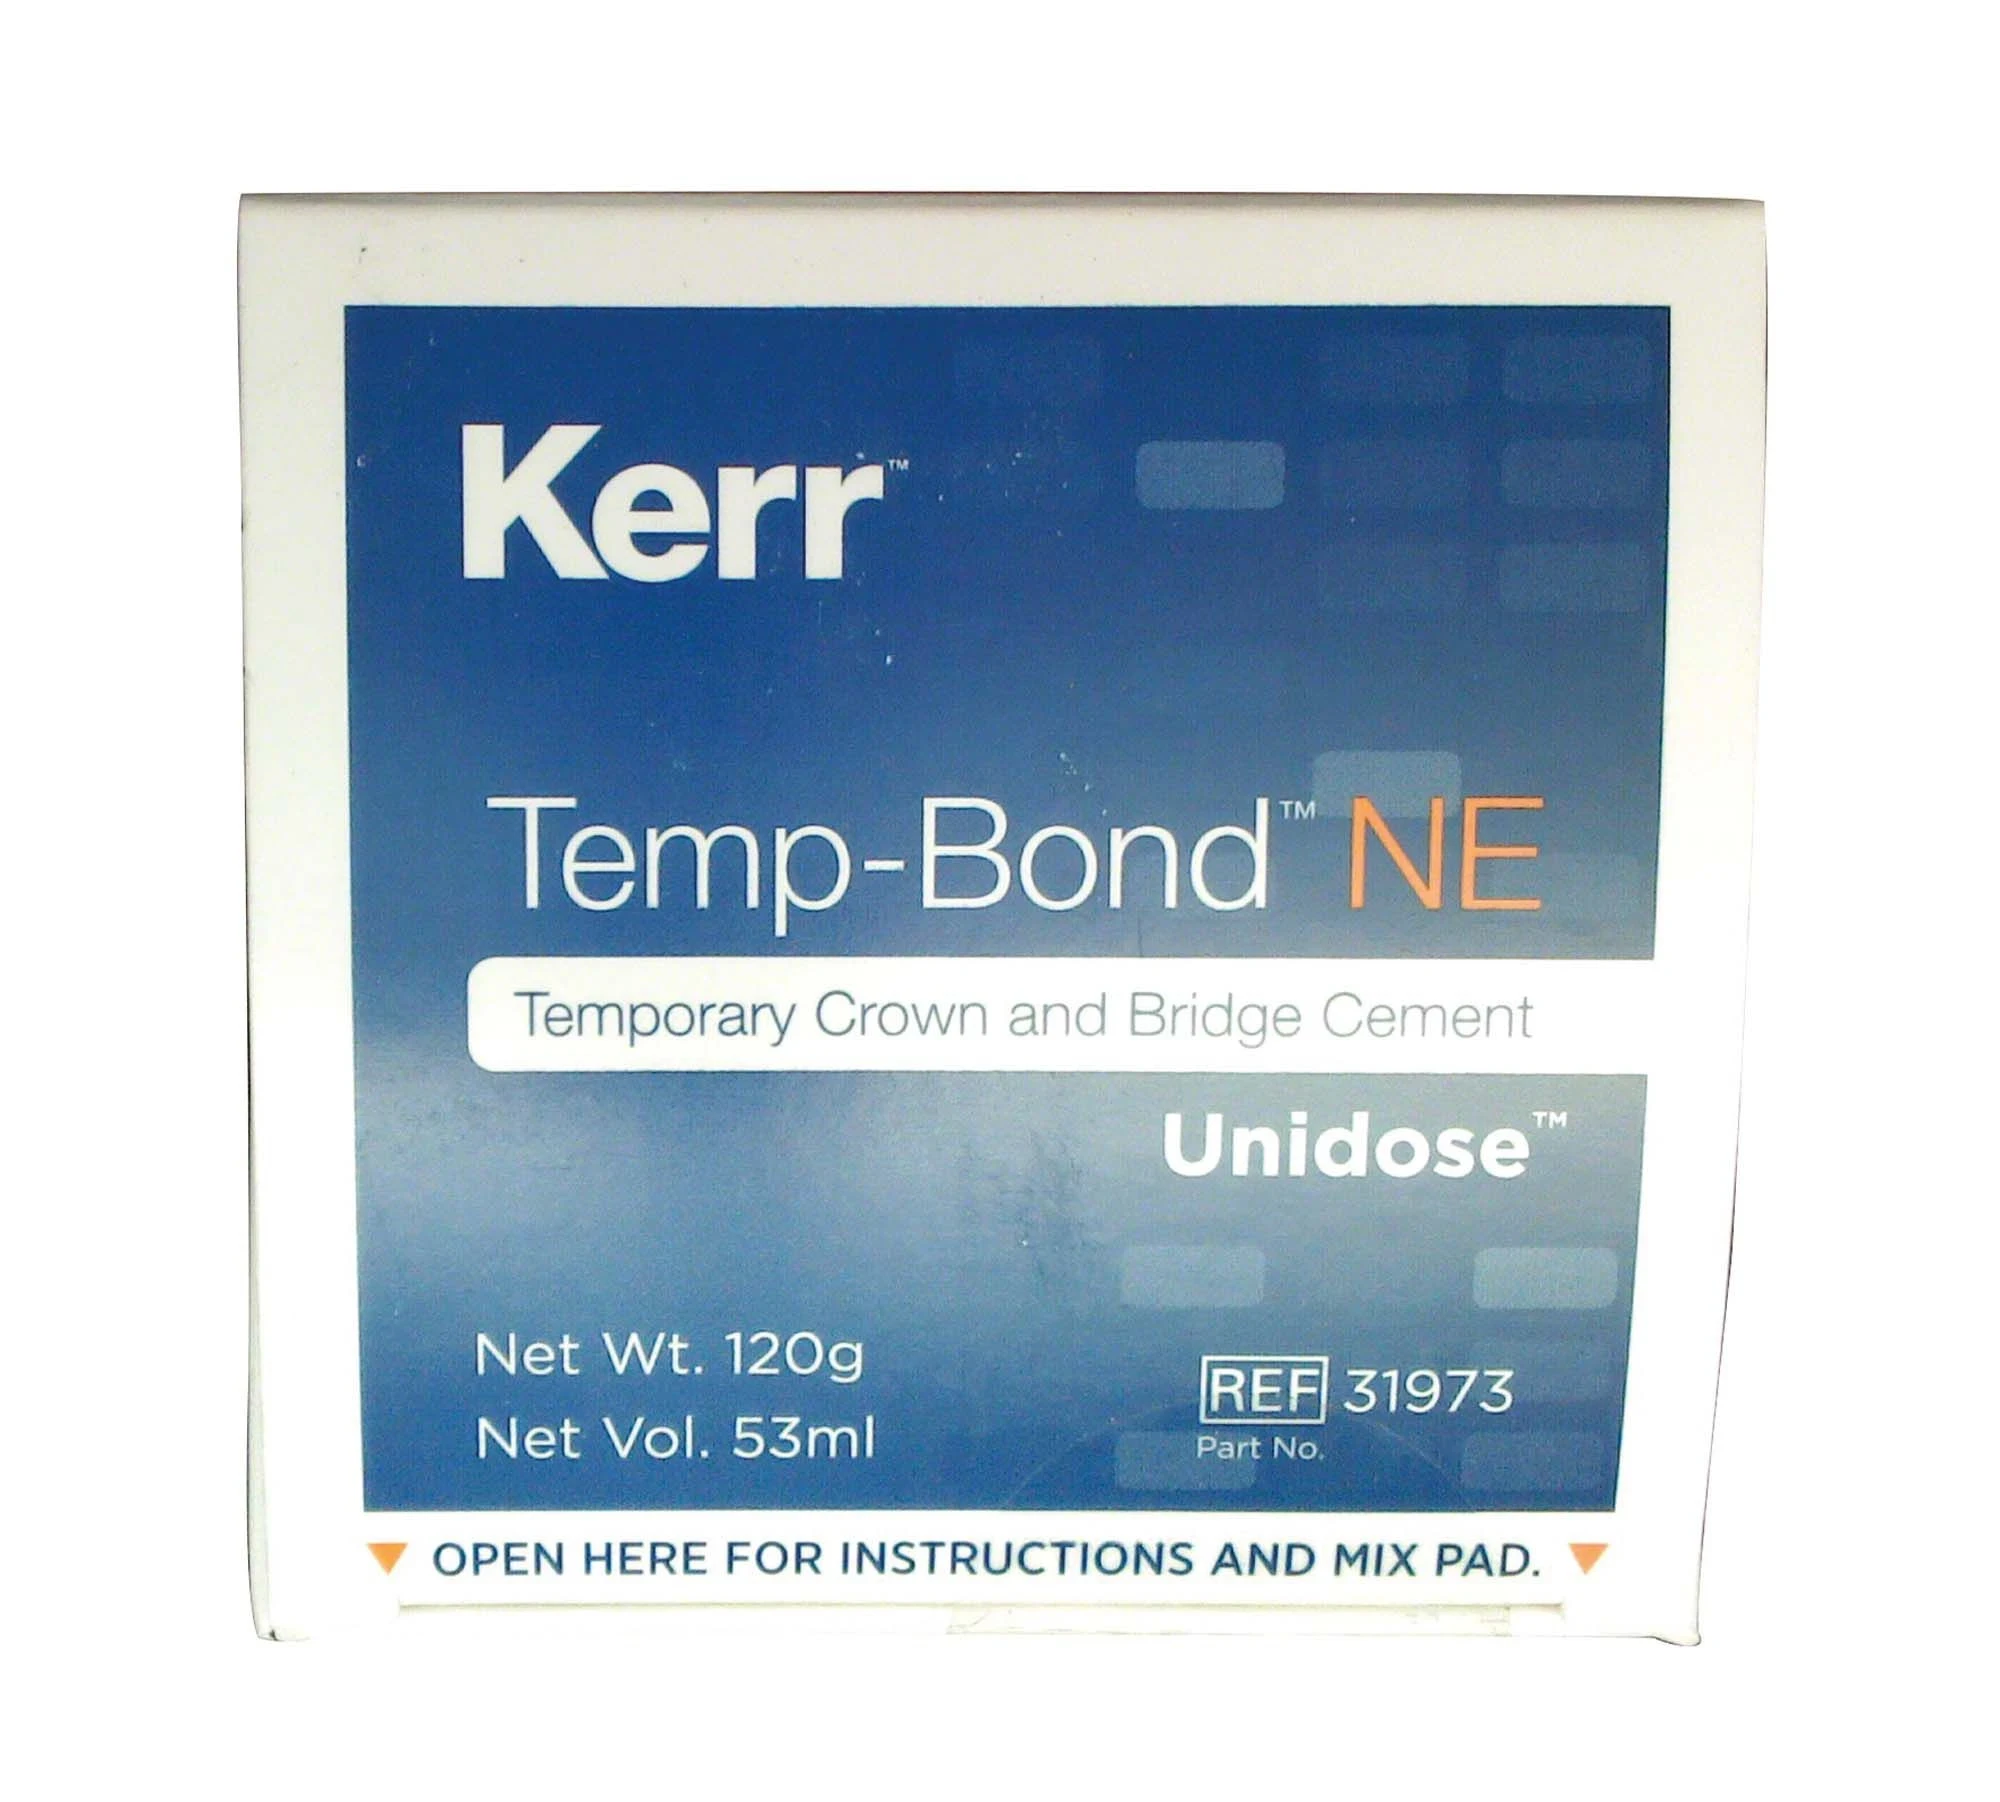 Kerr™
Temp-Bond™ NE
Temporary Crown and Bridge Cement
Unidose™
Net Wt. 120g
Net Vol. 53ml
REF 31973
Part No.
OPEN HERE FOR INSTRUCTIONS AND MIX PAD.